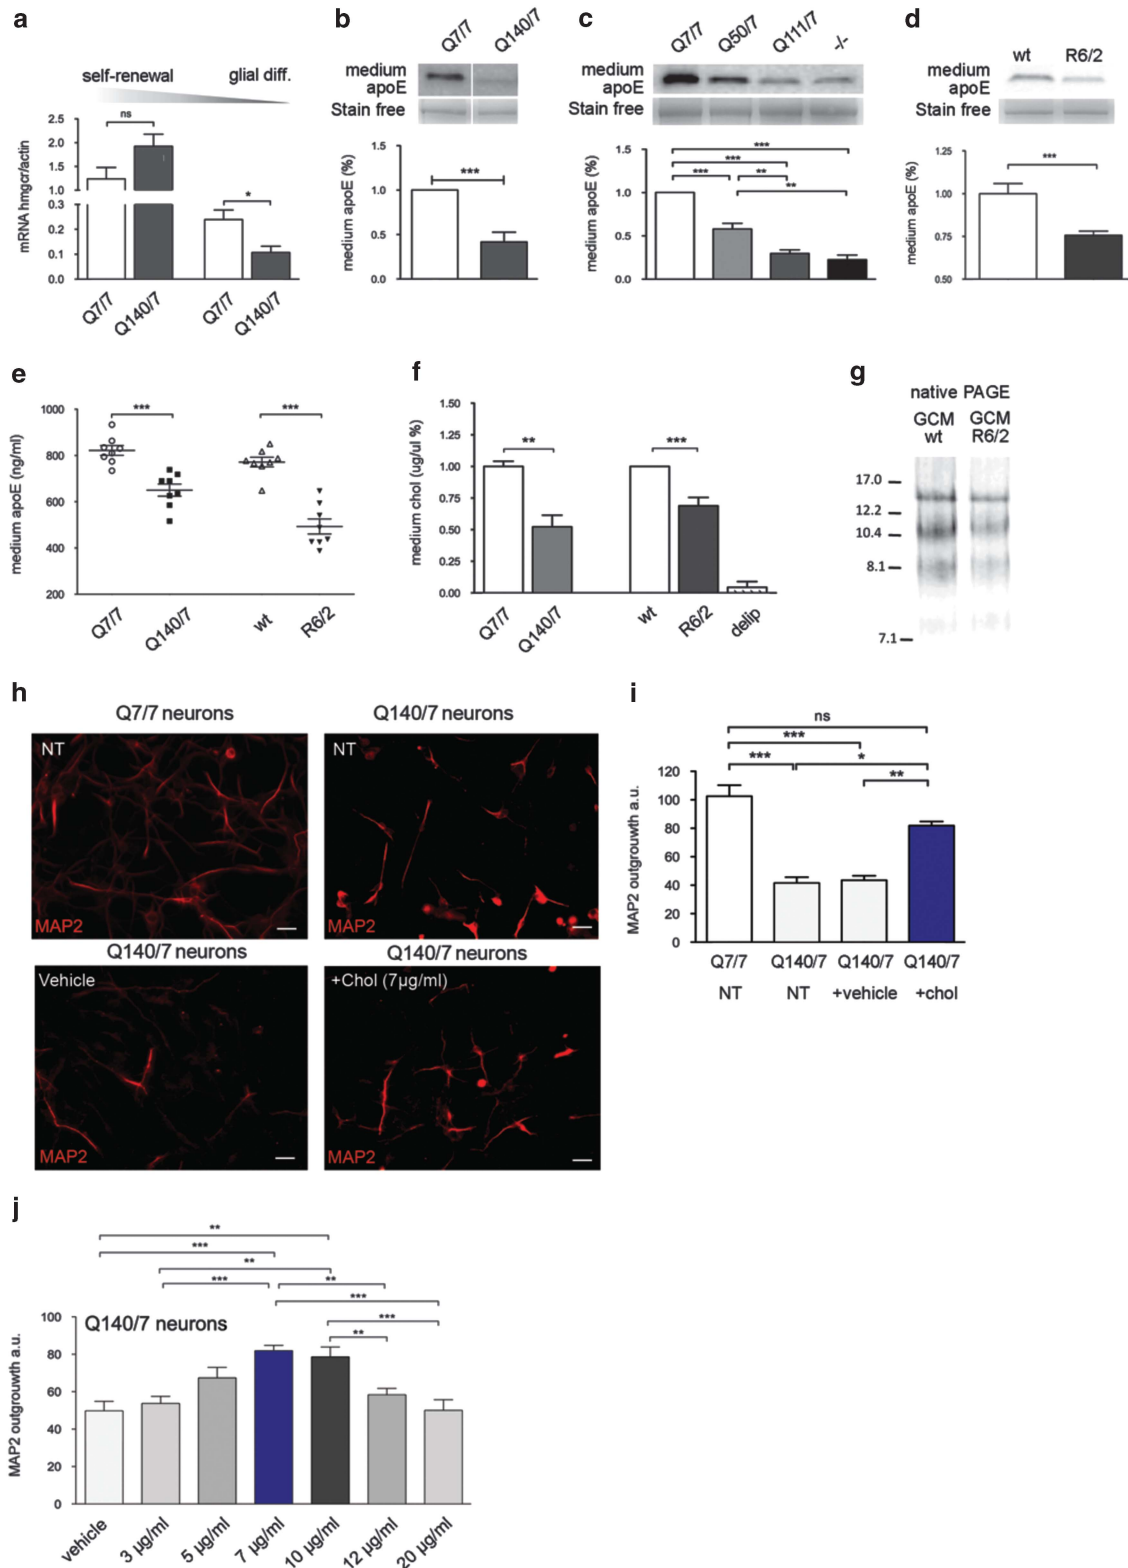 a
self-renewal glial diff.
ns
*
mRNA hmgcr/actin
2.5
2.0
1.5
1.0
0.3
0.2
0.1
0.0
Q7/7 Q140/7 Q7/7 Q140/7
b
Q7/7 Q140/7
medium
apoE
Stain free
***
medium apoE (%)
1.5
1.0
0.5
0.0
c
Q7/7 Q50/7 Q111/7 -/-
medium
apoE
Stain free
***
***
*** **
**
medium apoE (%)
1.5
1.0
0.5
0.0
d
wt R6/2
medium
apoE
Stain free
***
medium apoE (%)
1.25
1.00
0.75
0.50
e
*** ***
medium apoE (ng/ml)
1000
800
600
400
200
Q7/7 Q140/7 wt R6/2
f
** ***
medium chol (ug/ul %)
1.50
1.25
1.00
0.75
0.50
0.25
0.00
Q7/7 Q140/7 wt R6/2 delip
g
native PAGE
GCM GCM
wt R6/2
17.0
12.2
10.4
8.1
7.1
h
Q7/7 neurons Q140/7 neurons
NT NT
MAP2 MAP2
Q140/7 neurons Q140/7 neurons
Vehicle +Chol (7µg/ml)
MAP2 MAP2
i
ns
***
*** *
**
MAP2 outgrouwth a.u.
120
100
80
60
40
20
0
Q7/7 Q140/7 Q140/7 Q140/7
NT NT +vehicle +chol
j
**
***
**
*** **
***
***
**
Q140/7 neurons
MAP2 outgrouwth a.u.
100
80
60
40
20
0
vehicle 3 µg/ml 5 µg/ml 7 µg/ml 10 µg/ml 12 µg/ml 20 µg/ml